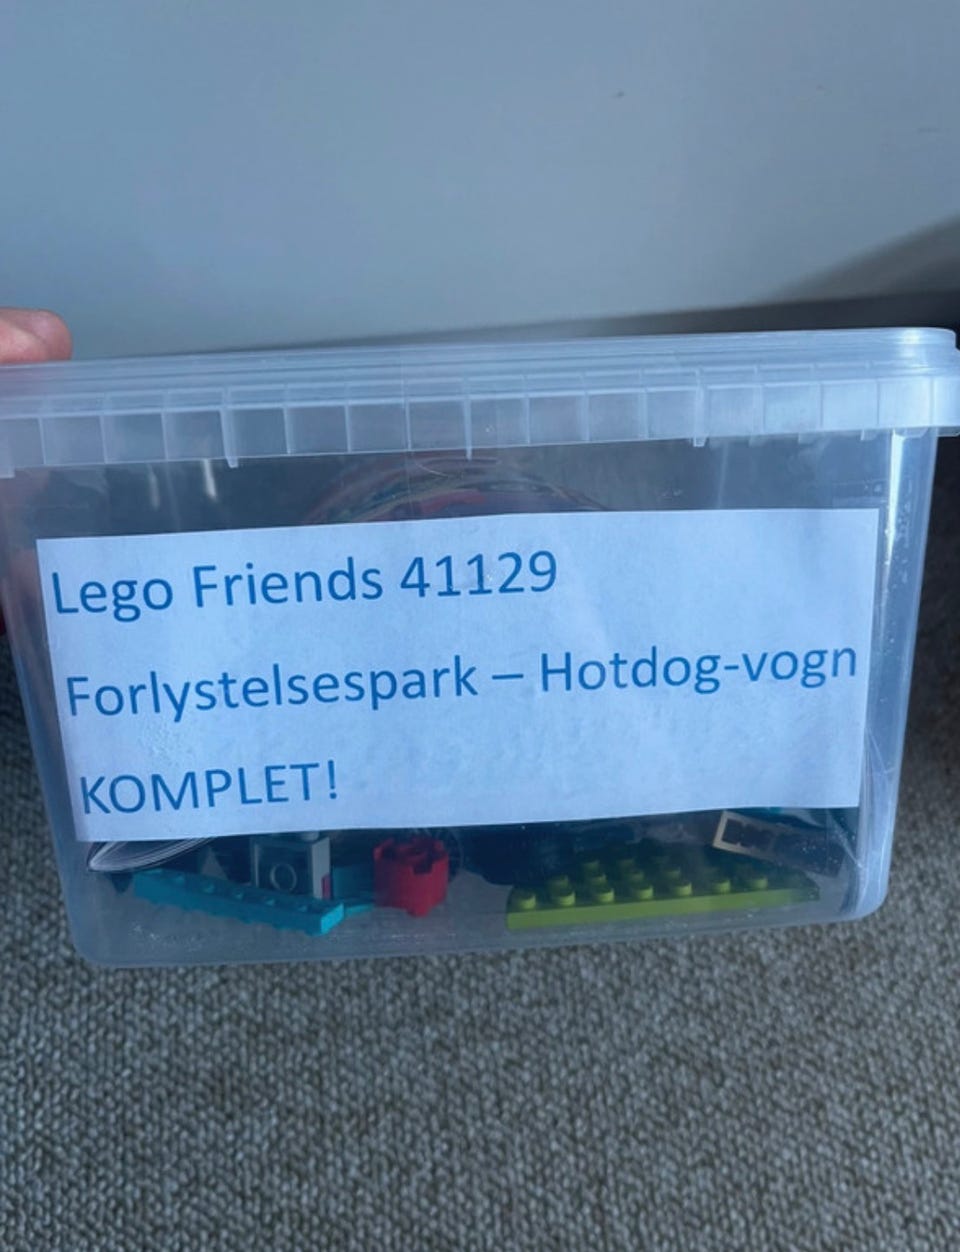 Lego Friends 41129
Forlystelsespark – Hotdog-vogn
KOMPLET!